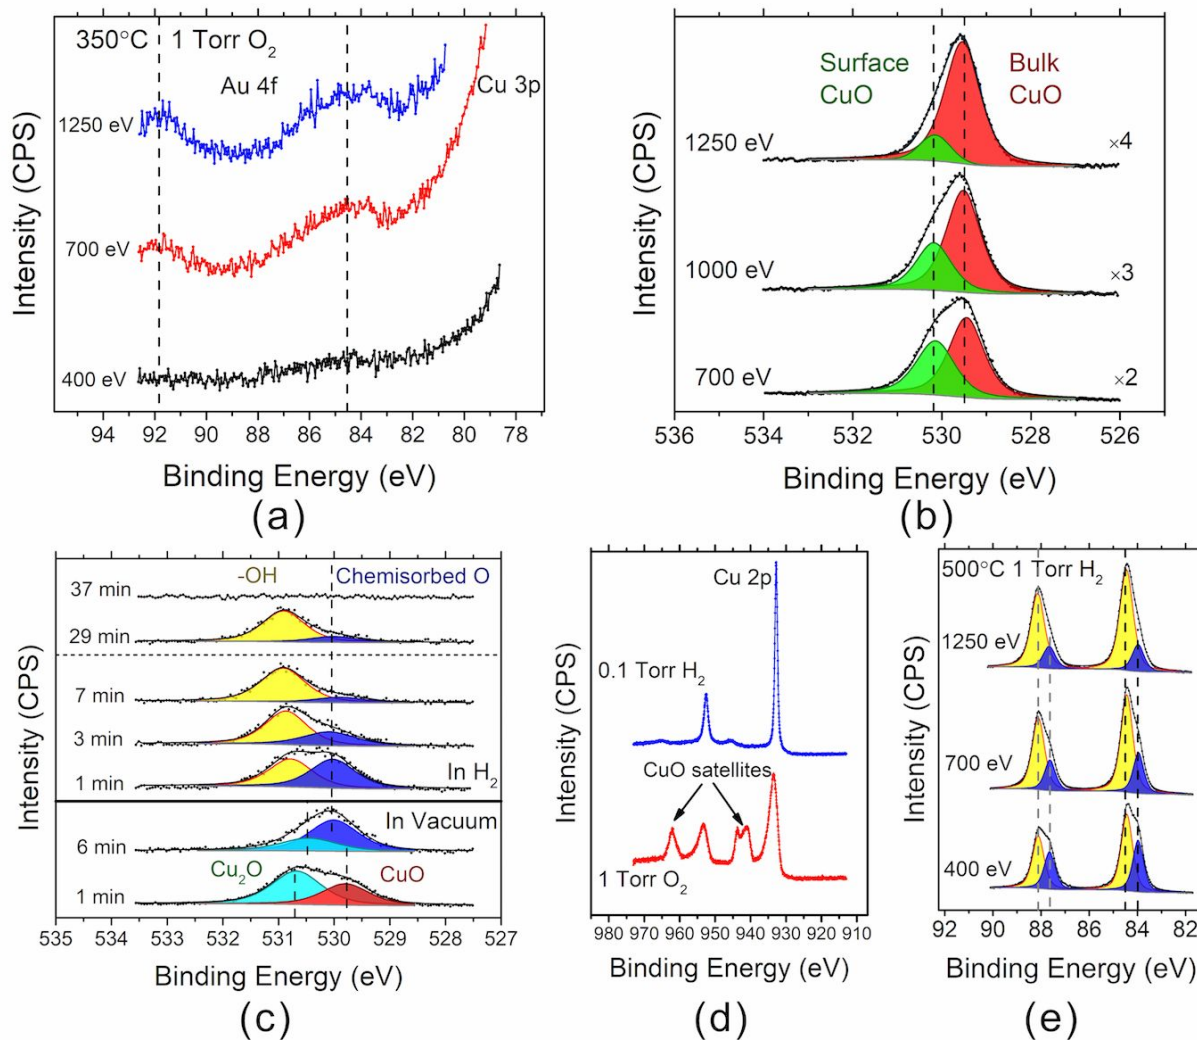 350°C 1 Torr O₂
Au 4f
Cu 3p
1250 eV
700 eV
400 eV
Intensity (CPS)
94 92 90 88 86 84 82 80 78
Binding Energy (eV)
(a)
Surface CuO
Bulk CuO
1250 eV
×4
1000 eV
×3
700 eV
×2
Intensity (CPS)
536 534 532 530 528 526
Binding Energy (eV)
(b)
37 min
-OH
Chemisorbed O
29 min
7 min
3 min
1 min
In H₂
In Vacuum
6 min
Cu₂O
CuO
1 min
Intensity (CPS)
535 534 533 532 531 530 529 528 527
Binding Energy (eV)
(c)
Cu 2p
0.1 Torr H₂
CuO satellites
1 Torr O₂
Intensity (CPS)
980 970 960 950 940 930 920 910
Binding Energy (eV)
(d)
500°C 1 Torr H₂
1250 eV
700 eV
400 eV
Intensity (CPS)
92 90 88 86 84 82
Binding Energy (eV)
(e)